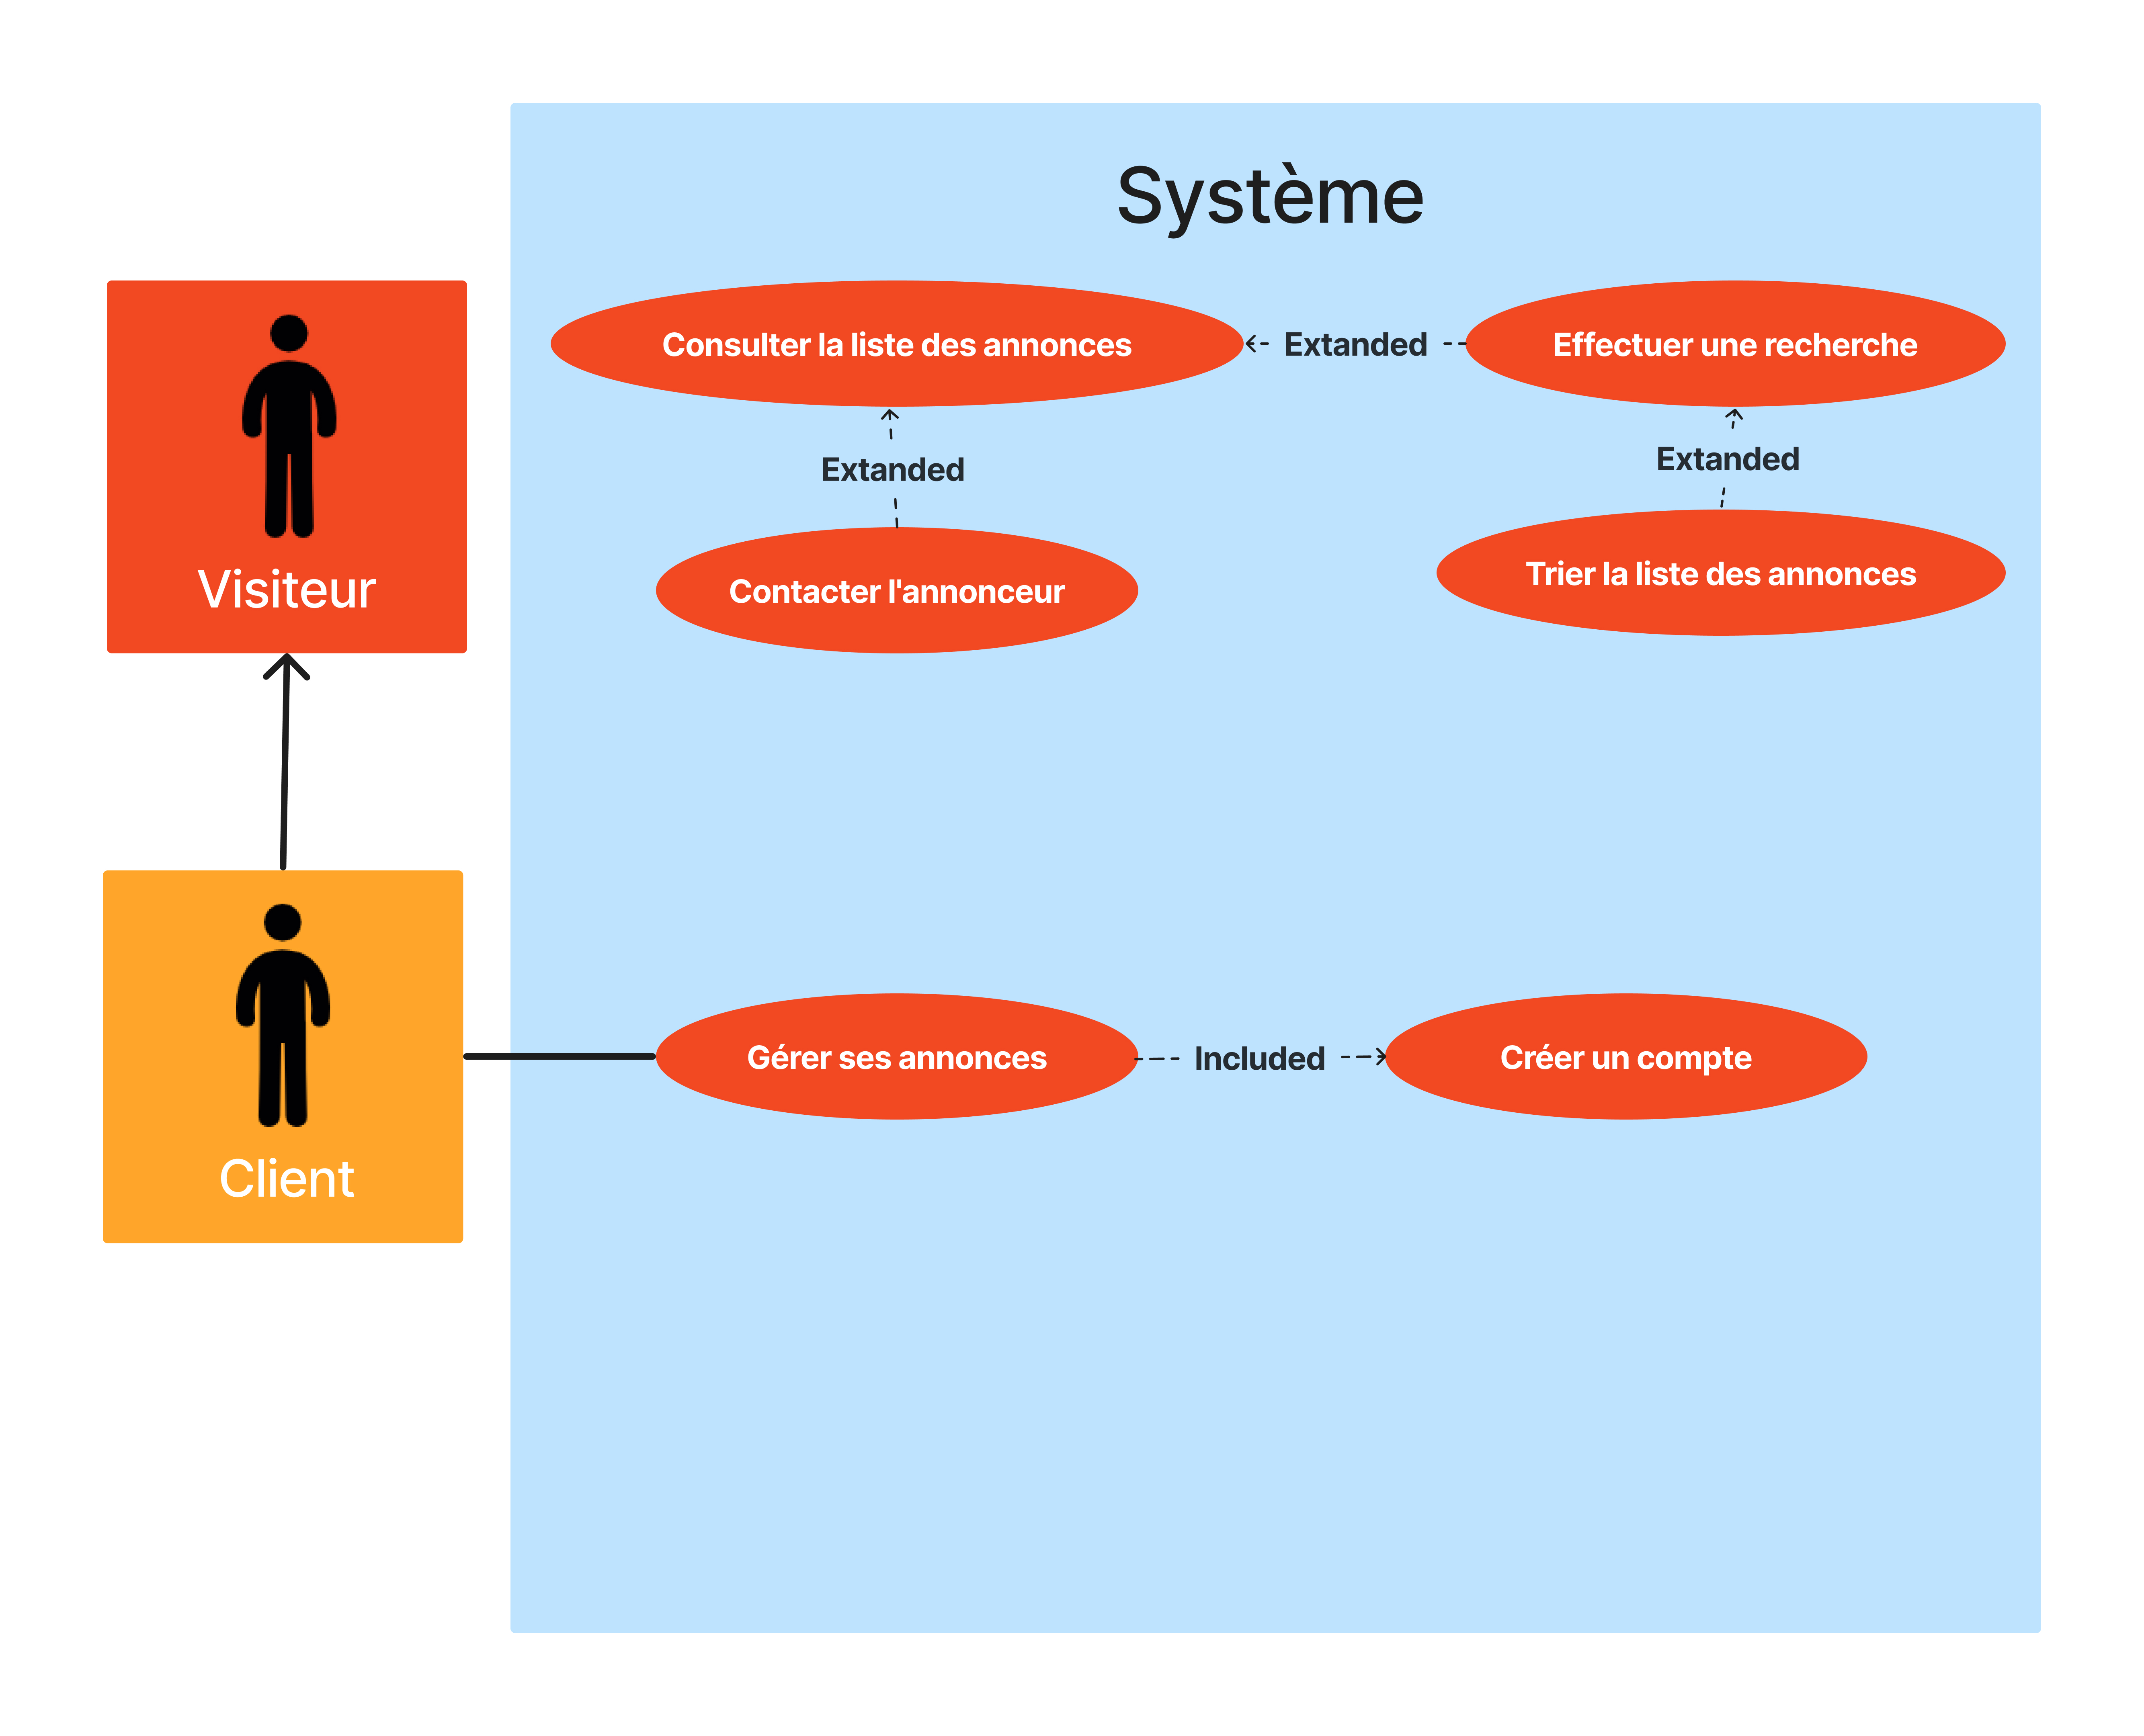 Système
Consulter la liste des annonces
Extanded
Effectuer une recherche
Extanded
Extanded
Contacter l'annonceur
Trier la liste des annonces
Visiteur
Gérer ses annonces
Included
Créer un compte
Client